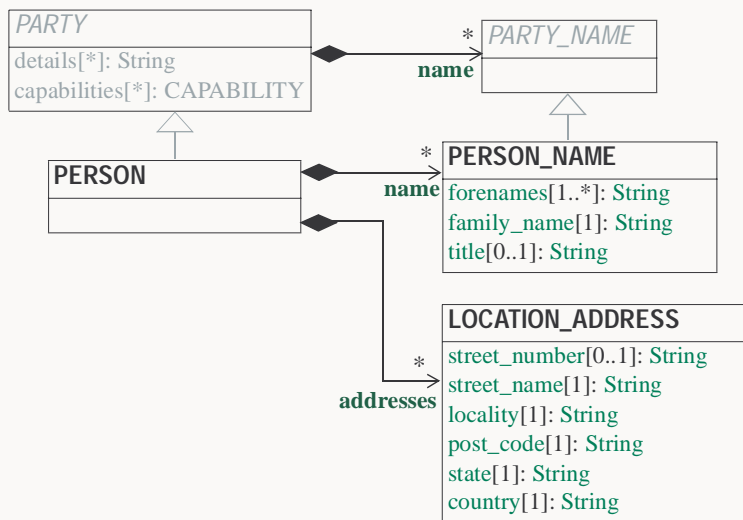 PARTY
details[*]: String
capabilities[*]: CAPABILITY
*
name
PARTY_NAME
PERSON
*
name
PERSON_NAME
forenames[1..*]: String
family_name[1]: String
title[0..1]: String
*
addresses
LOCATION_ADDRESS
street_number[0..1]: String
street_name[1]: String
locality[1]: String
post_code[1]: String
state[1]: String
country[1]: String